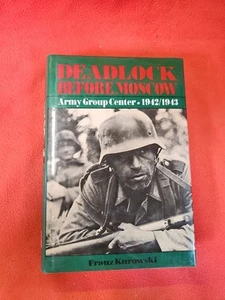 DEADLOCK
BEFORE MOSCOW
Army Group Center • 1942/1943
Franz Kurowski